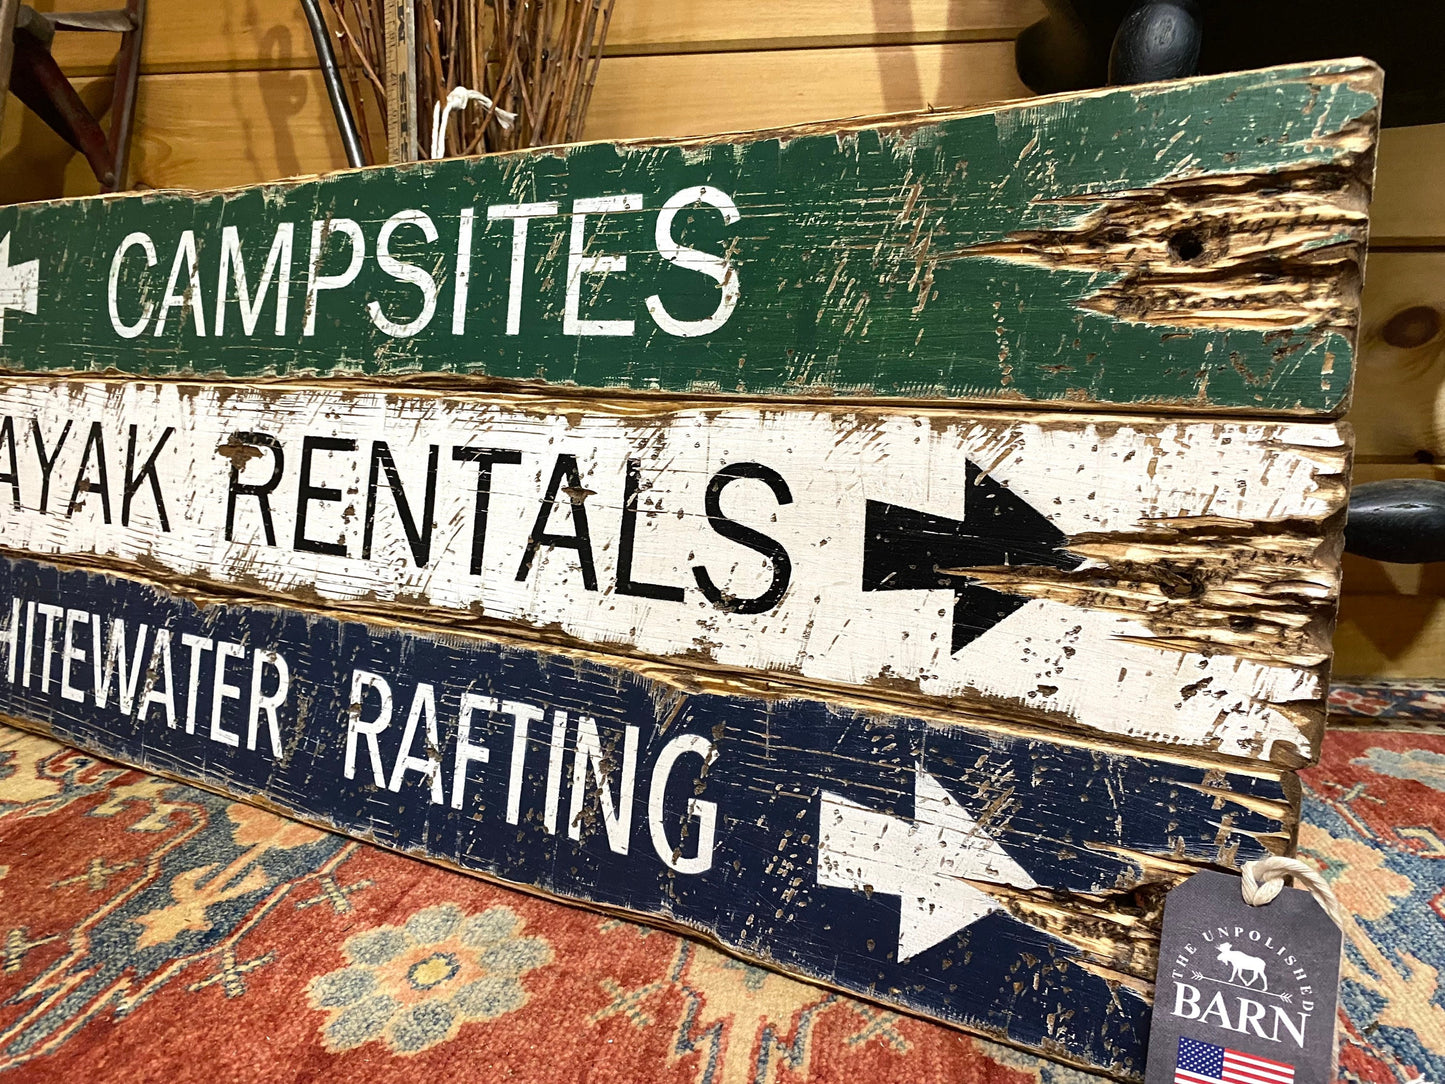 CAMPSITES
AYAK RENTALS
HITEWATER RAFTING
THE UNPOLISHED
BARN